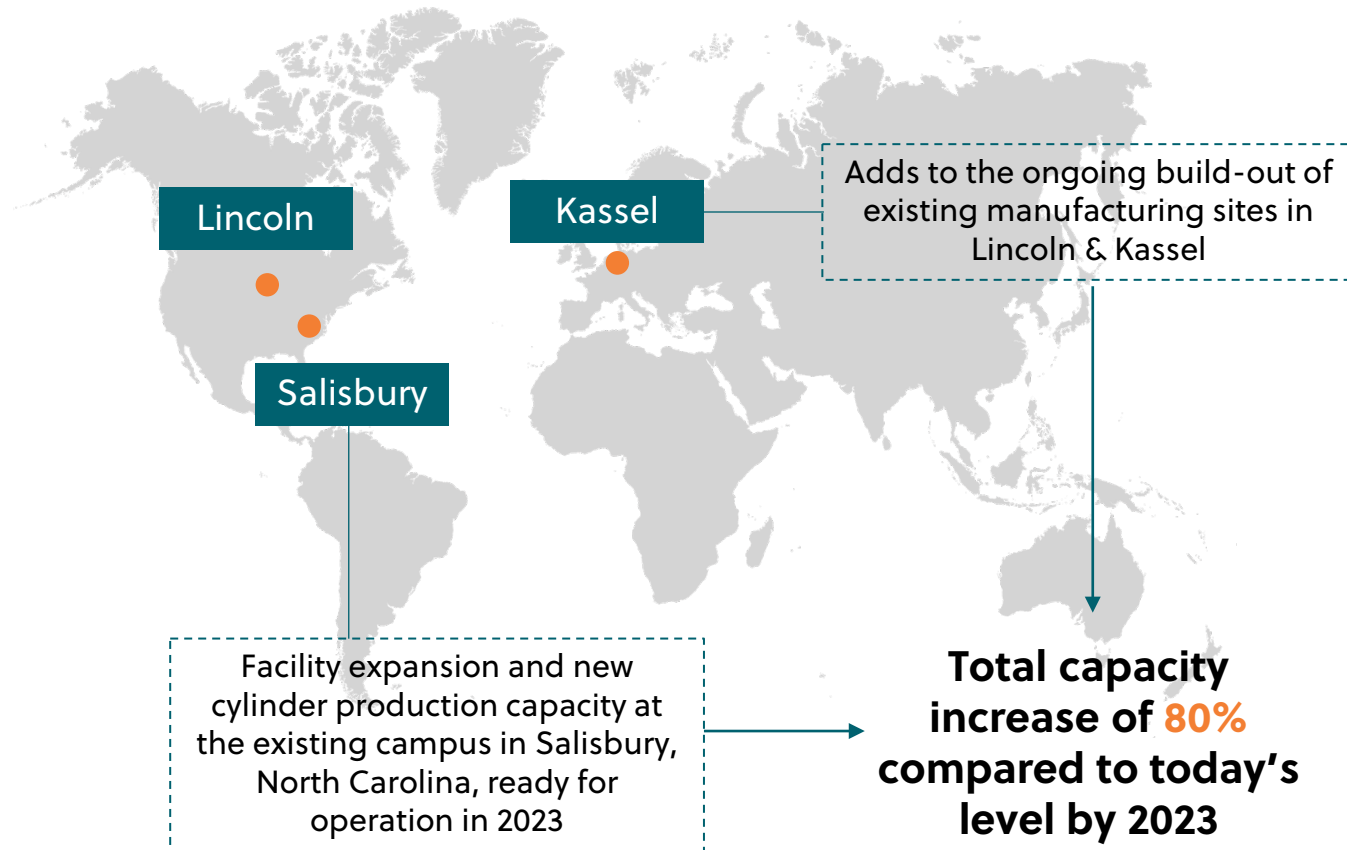 Lincoln
Kassel
Adds to the ongoing build-out of
existing manufacturing sites in
Lincoln & Kassel
Salisbury
Facility expansion and new
cylinder production capacity at
the existing campus in Salisbury,
North Carolina, ready for
operation in 2023
Total capacity
increase of 80%
compared to today’s
level by 2023